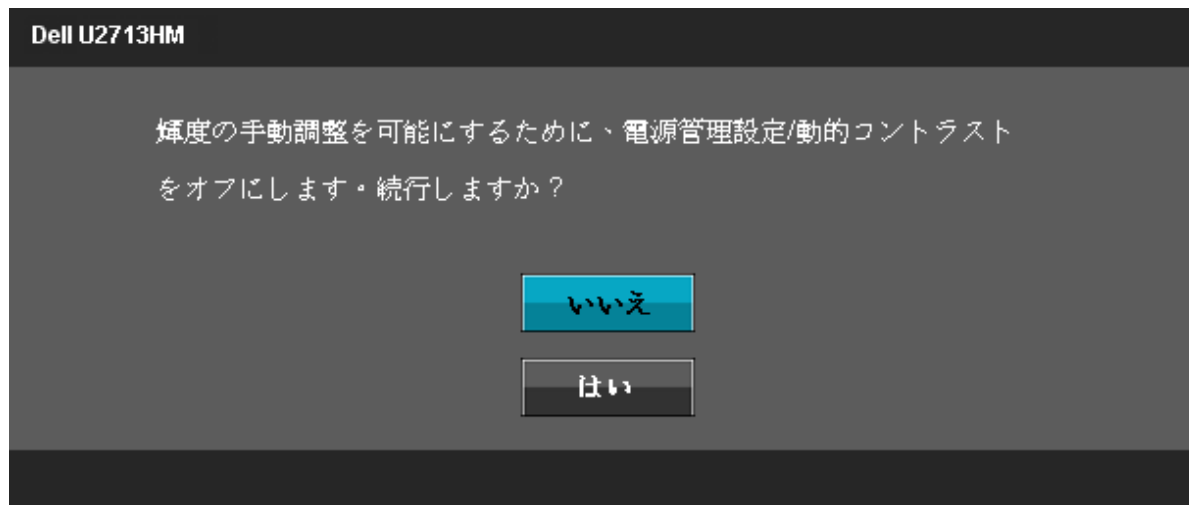 Dell U2713HM
輝度の手動調整を可能にするために、電源管理設定/動的コントラスト
をオフにします。続行しますか？
いいえ
はい